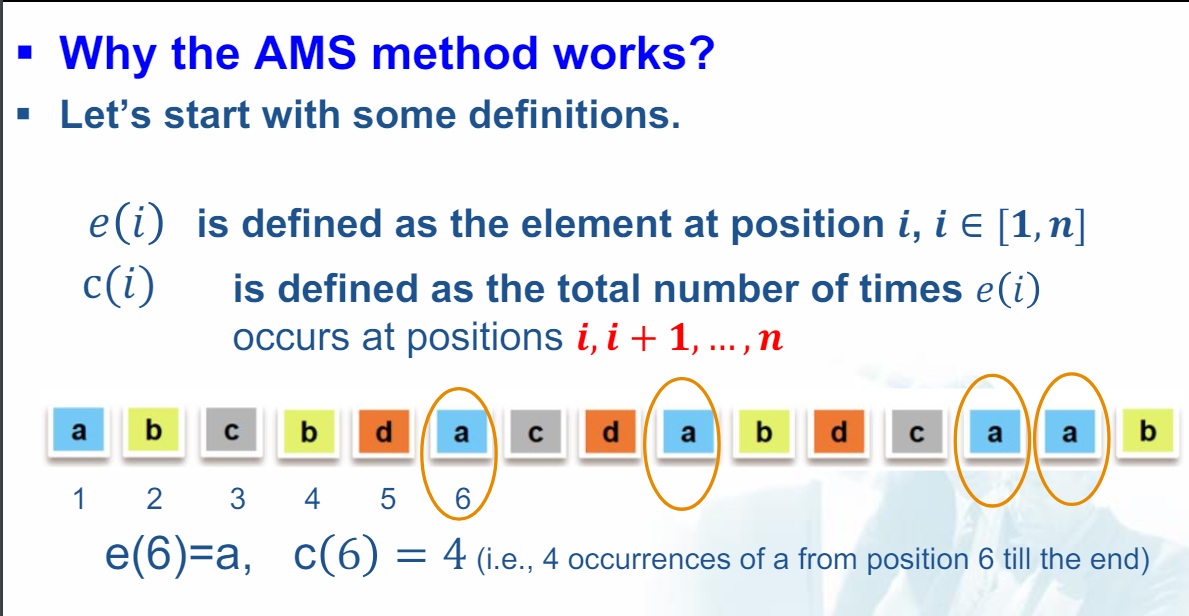 ▪ Why the AMS method works?
▪ Let's start with some definitions.
e(i) is defined as the element at position i, i ∈ [1, n]
c(i) is defined as the total number of times e(i)
occurs at positions i, i + 1, … , n
a b c b d a c d a b d c a a b
1 2 3 4 5 6
e(6)=a, c(6) = 4 (i.e., 4 occurrences of a from position 6 till the end)